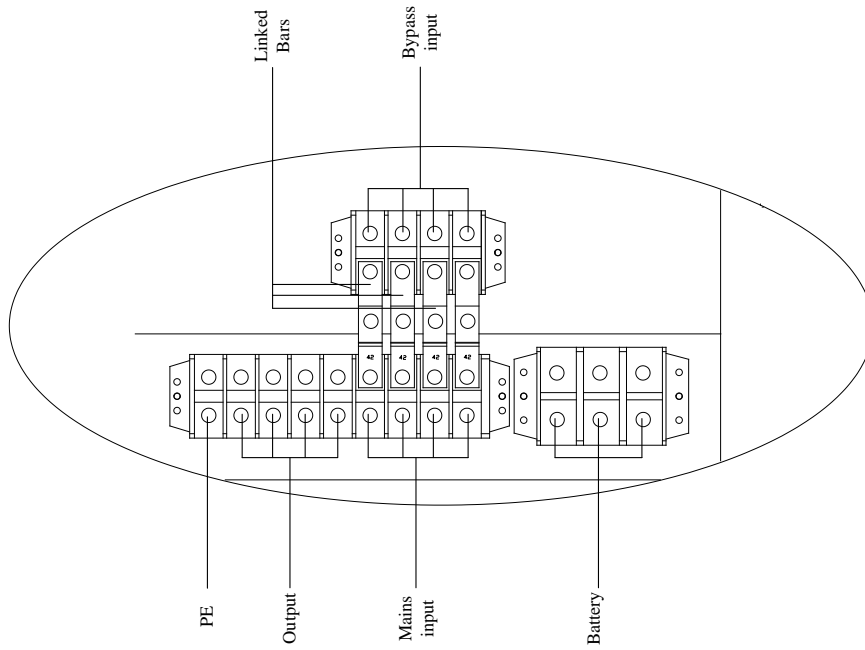 Linked
Bars
Bypass
input
42
42
42
42
PE
Output
Mains
input
Battery